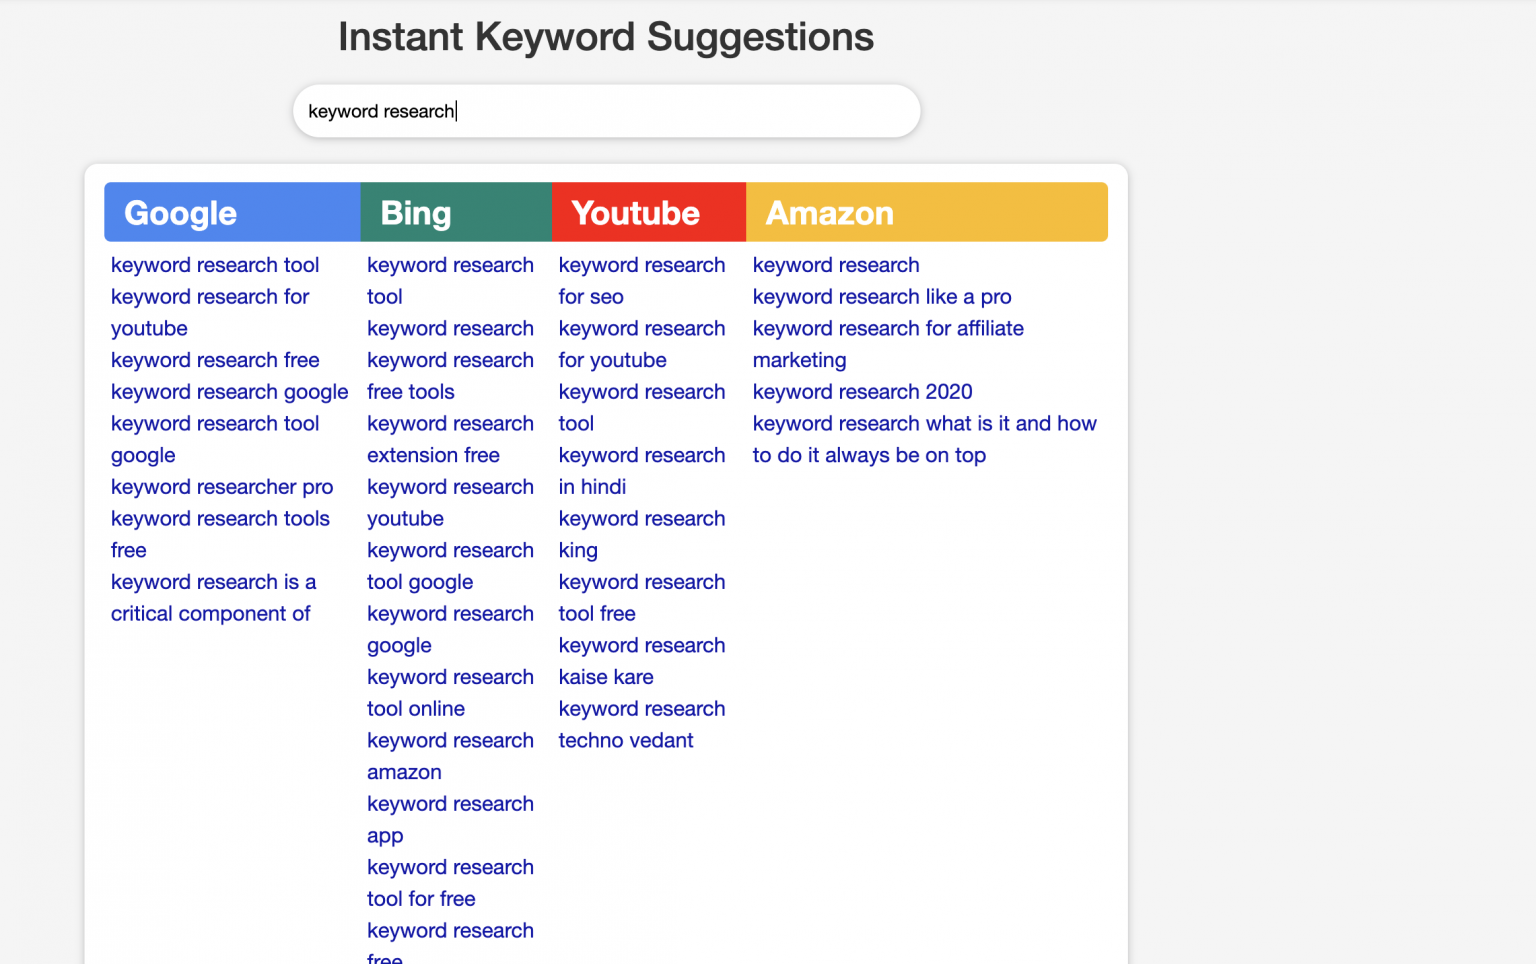 Instant Keyword Suggestions
keyword research
Google
keyword research tool
keyword research for
youtube
keyword research free
keyword research google
keyword research tool
google
keyword researcher pro
keyword research tools
free
keyword research is a
critical component of
Bing
keyword research
tool
keyword research
keyword research
free tools
keyword research
extension free
keyword research
youtube
keyword research
tool google
keyword research
google
keyword research
tool online
keyword research
amazon
keyword research
app
keyword research
tool for free
keyword research
free
Youtube
keyword research
for seo
keyword research
for youtube
keyword research
tool
keyword research
in hindi
keyword research
king
keyword research
tool free
keyword research
kaise kare
keyword research
techno vedant
Amazon
keyword research
keyword research like a pro
keyword research for affiliate
marketing
keyword research 2020
keyword research what is it and how
to do it always be on top